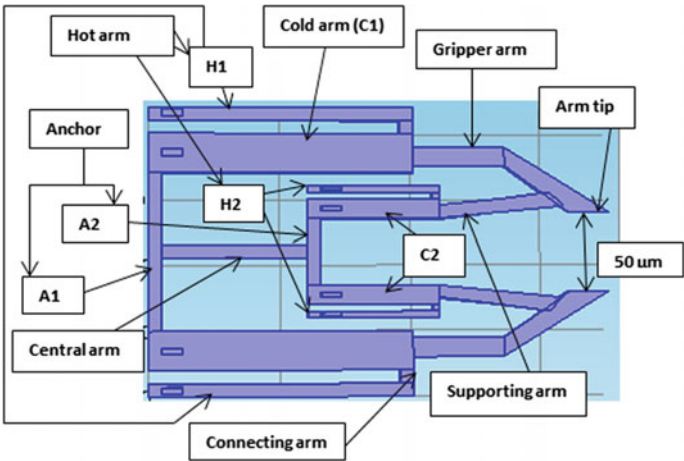 Hot arm
Cold arm (C1)
Gripper arm
H1
Arm tip
Anchor
H2
A2
C2
50 um
A1
Central arm
Supporting arm
Connecting arm